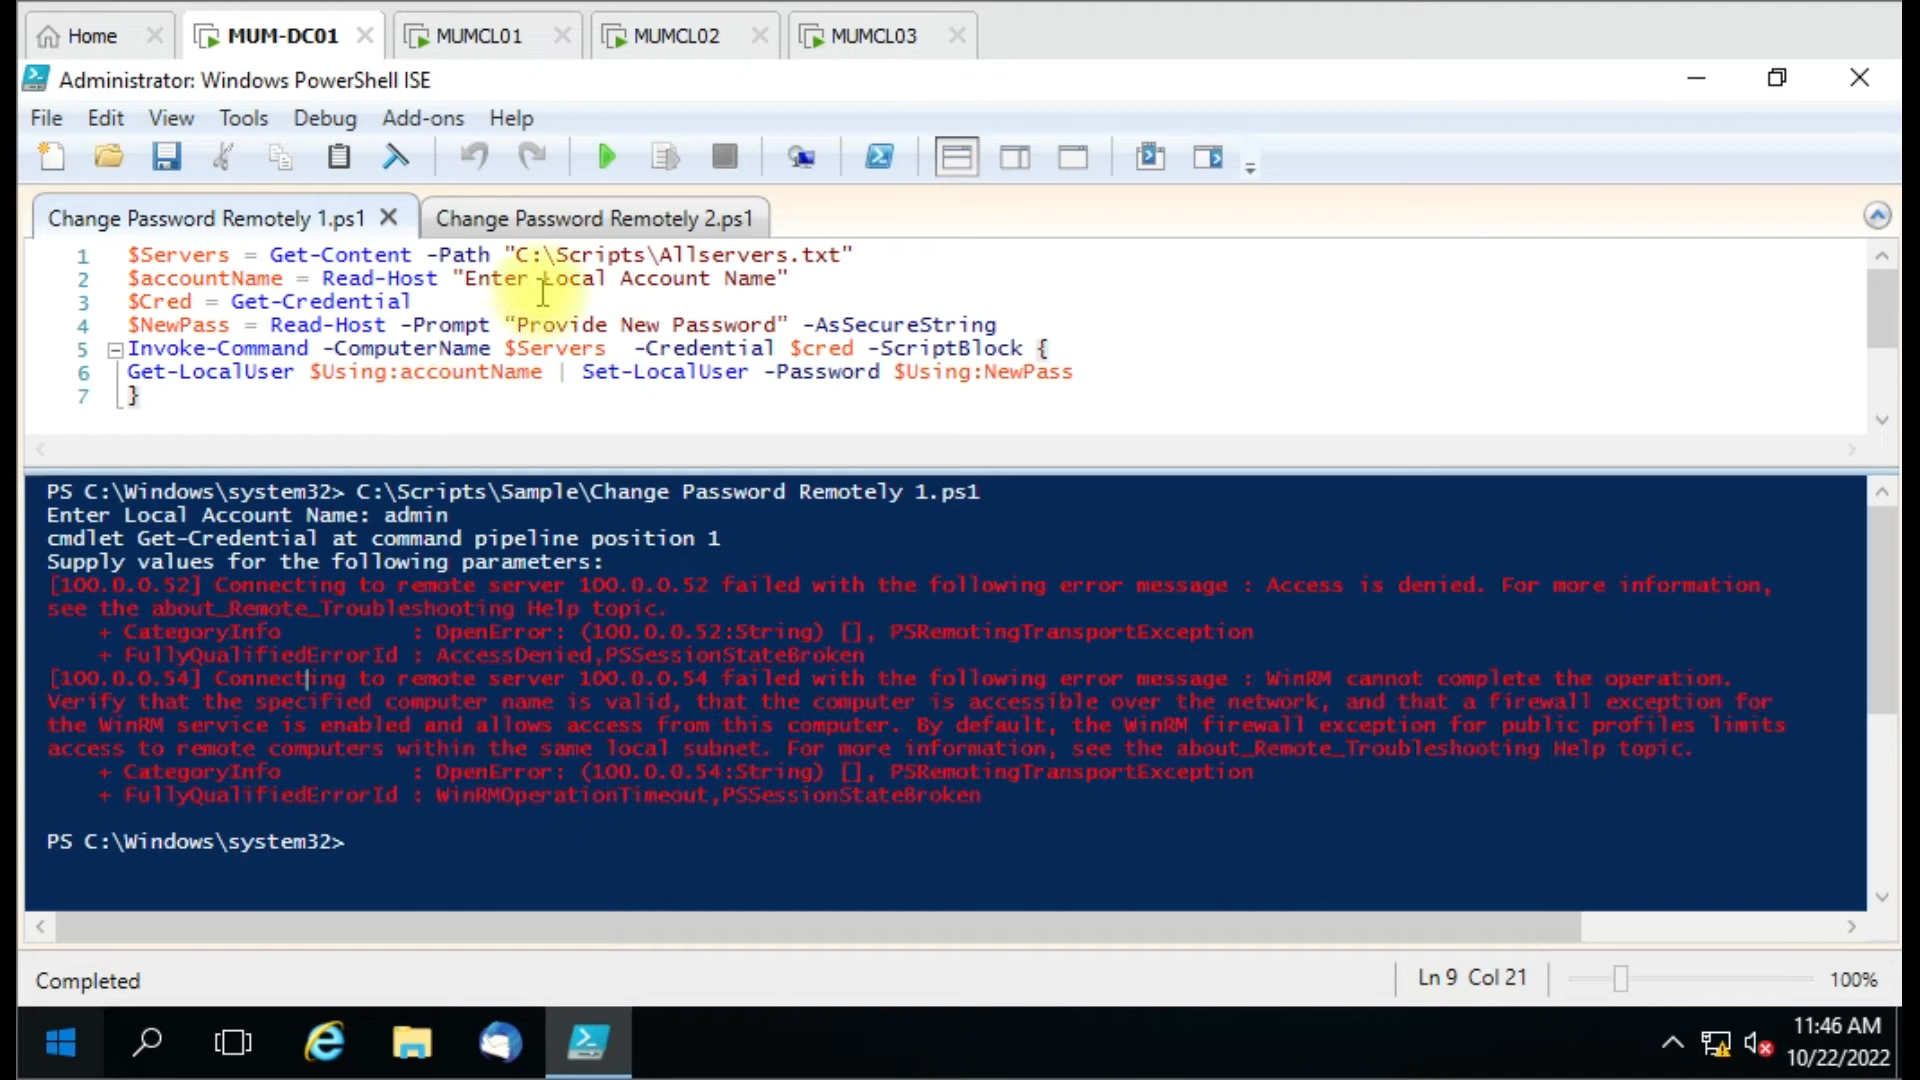 Home
MUM-DC01
MUMCL01
MUMCL02
MUMCL03
Administrator: Windows PowerShell ISE
File Edit View Tools Debug Add-ons Help
Change Password Remotely 1.ps1
Change Password Remotely 2.ps1
1 $Servers = Get-Content -Path "C:\Scripts\Allservers.txt"
2 $accountName = Read-Host "Enter Local Account Name"
3 $Cred = Get-Credential
4 $NewPass = Read-Host -Prompt “Provide New Password” -AsSecureString
5 Invoke-Command -ComputerName $Servers  -Credential $cred -ScriptBlock {
6 Get-LocalUser $Using:accountName | Set-LocalUser -Password $Using:NewPass
7 }
PS C:\Windows\system32> C:\Scripts\Sample\Change Password Remotely 1.ps1
Enter Local Account Name: admin
cmdlet Get-Credential at command pipeline position 1
Supply values for the following parameters:
[100.0.0.52] Connecting to remote server 100.0.0.52 failed with the following error message : Access is denied. For more information,
see the about_Remote_Troubleshooting Help topic.
+ CategoryInfo          : OpenError: (100.0.0.52:String) [], PSRemotingTransportException
+ FullyQualifiedErrorId : AccessDenied,PSSessionStateBroken
[100.0.0.54] Connecting to remote server 100.0.0.54 failed with the following error message : WinRM cannot complete the operation.
Verify that the specified computer name is valid, that the computer is accessible over the network, and that a firewall exception for
the WinRM service is enabled and allows access from this computer. By default, the WinRM firewall exception for public profiles limits
access to remote computers within the same local subnet. For more information, see the about_Remote_Troubleshooting Help topic.
+ CategoryInfo          : OpenError: (100.0.0.54:String) [], PSRemotingTransportException
+ FullyQualifiedErrorId : WinRMOperationTimeout,PSSessionStateBroken
PS C:\Windows\system32>
Completed
Ln 9 Col 21
100%
11:46 AM
10/22/2022